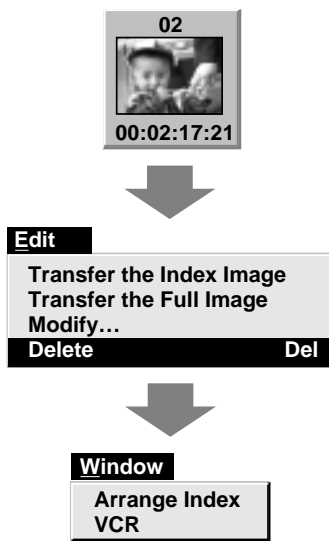 02
00:02:17:21
Edit
Transfer the Index Image
Transfer the Full Image
Modify…
Delete Del
Window
Arrange Index
VCR